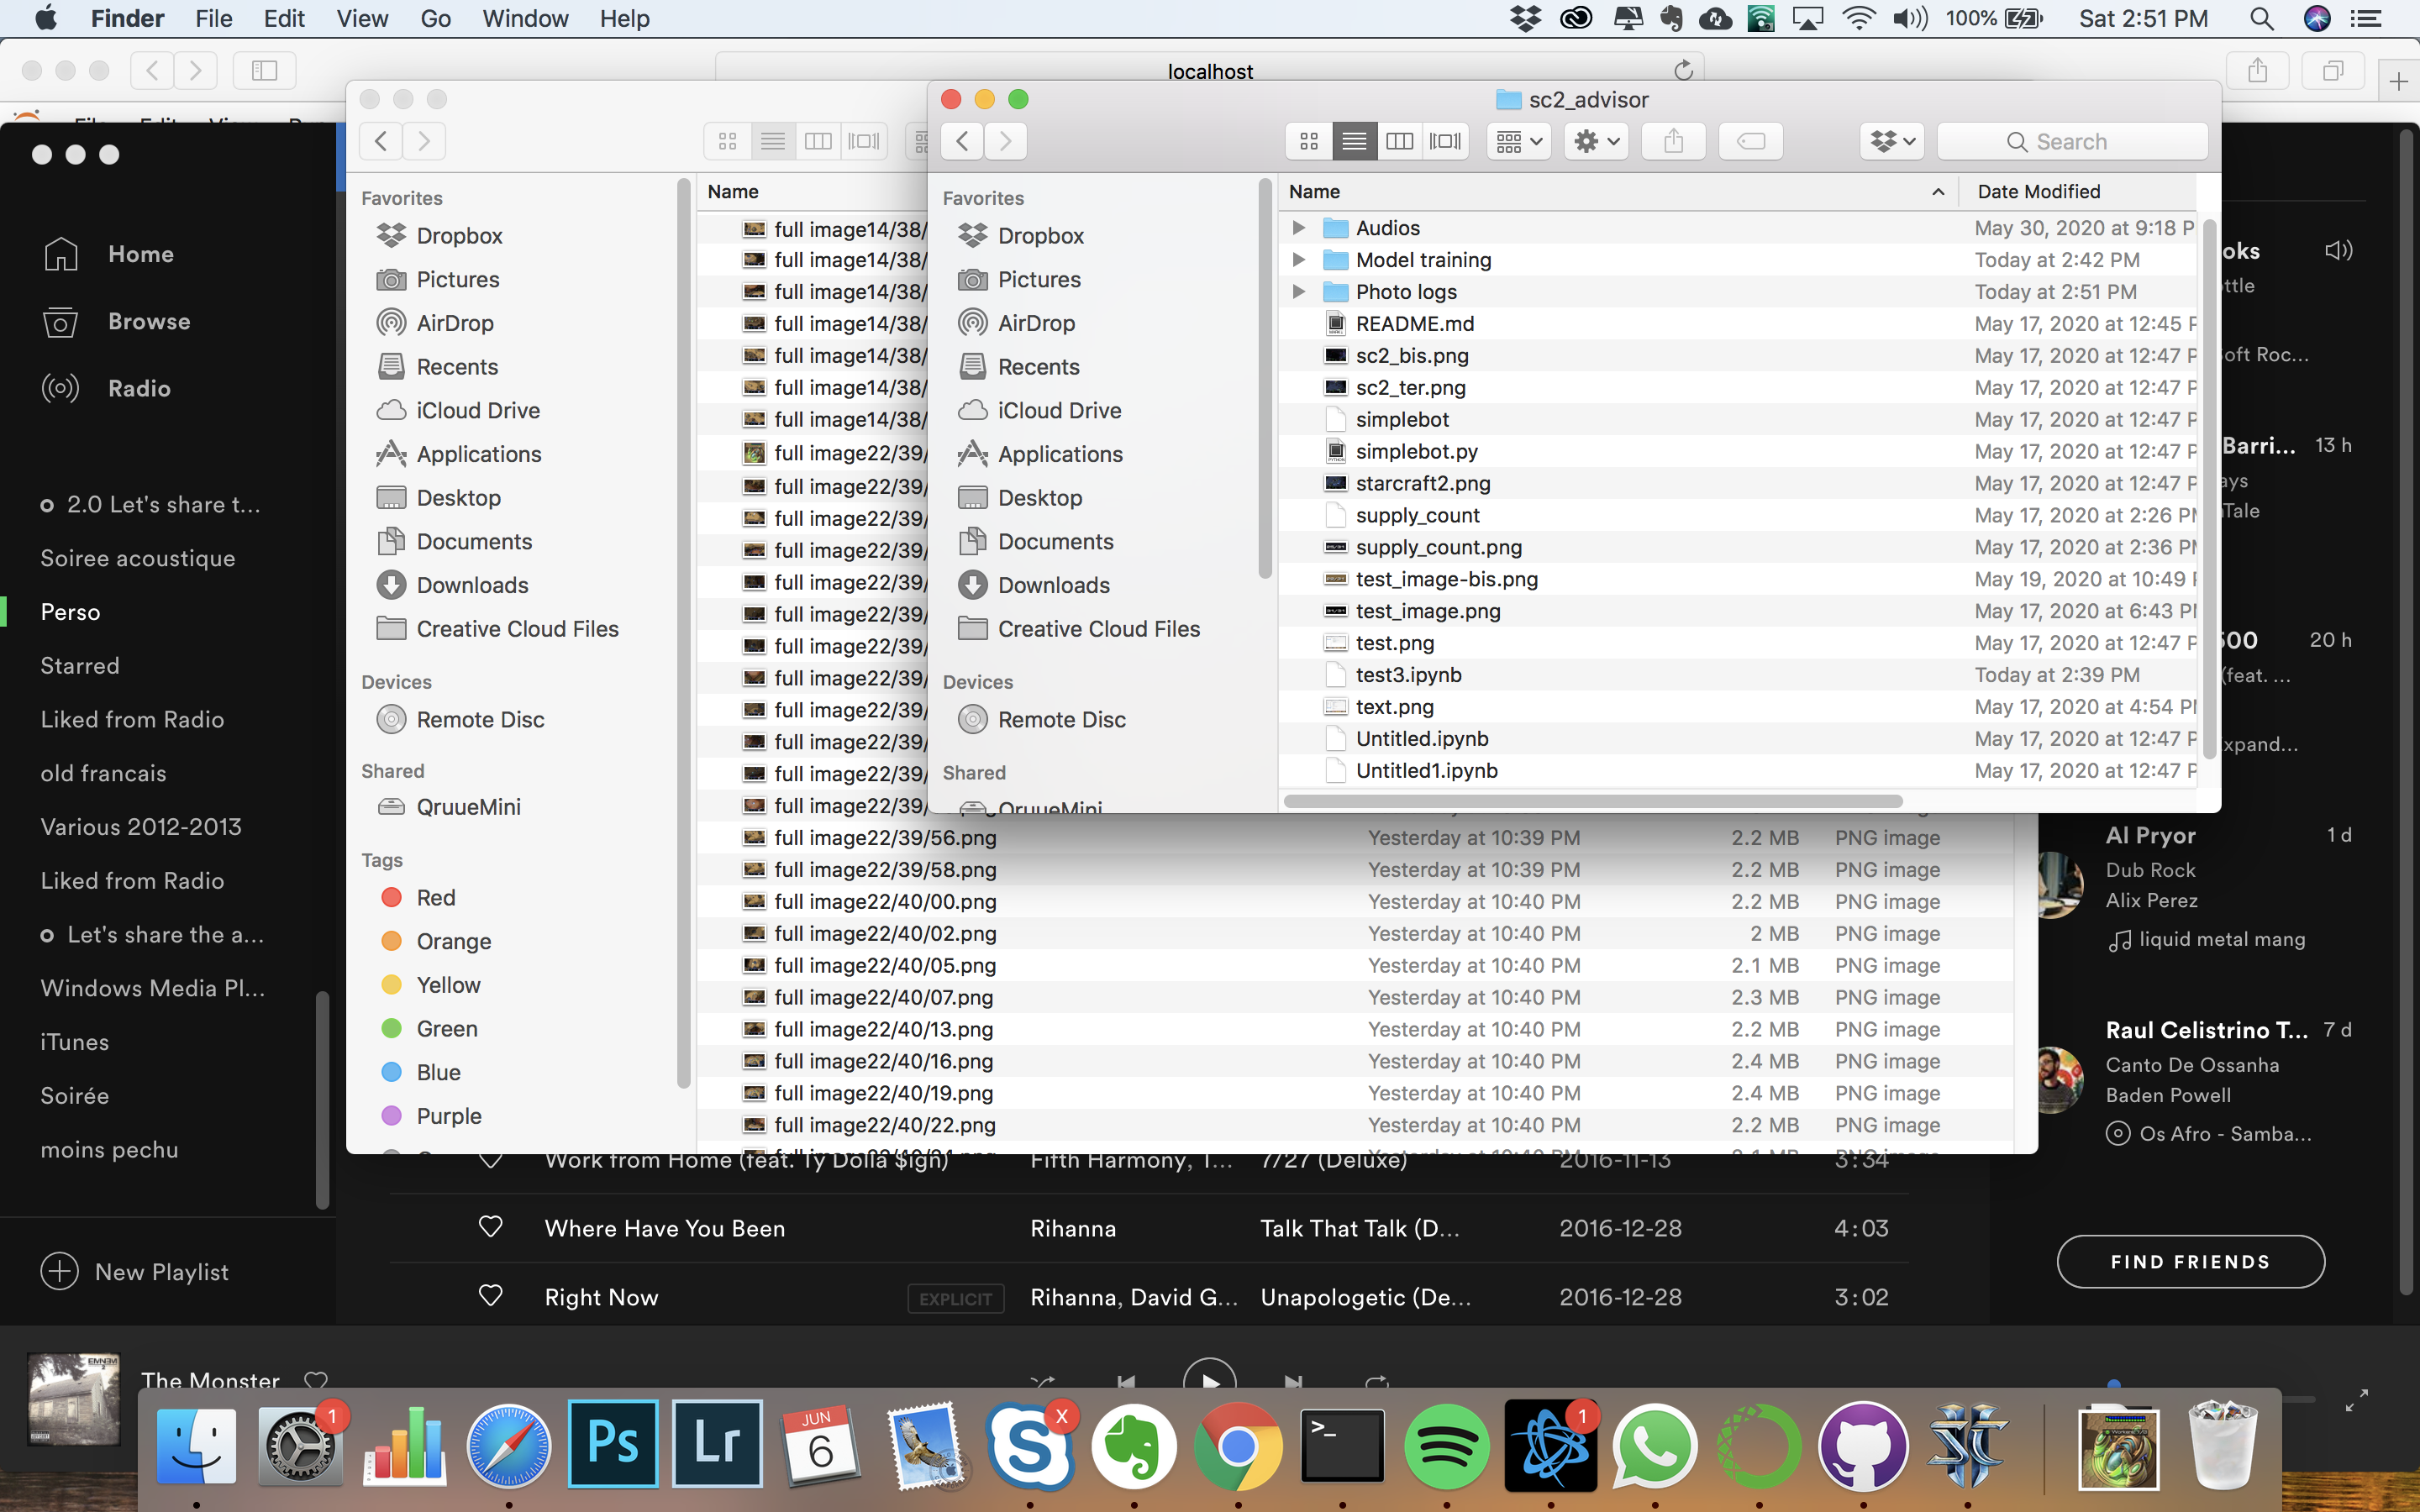 Finder File Edit View Go Window Help 100% Sat 2:51 PM
localhost
sc2_advisor
Search
Home
Browse
Radio
2.0 Let's share t...
Soiree acoustique
Perso
Starred
Liked from Radio
old francais
Various 2012-2013
Liked from Radio
Let's share the a...
Windows Media Pl...
iTunes
Soirée
moins pechu
New Playlist
Favorites
Dropbox
Pictures
AirDrop
Recents
iCloud Drive
Applications
Desktop
Documents
Downloads
Creative Cloud Files
Devices
Remote Disc
Shared
QruueMini
Tags
Red
Orange
Yellow
Green
Blue
Purple
Name
full image14/38/
full image14/38/
full image14/38/
full image14/38/
full image14/38/
full image14/38/
full image14/38/
full image22/39/
full image22/39/
full image22/39/
full image22/39/
full image22/39/
full image22/39/
full image22/39/
full image22/39/
full image22/39/
full image22/39/
full image22/39/
full image22/39/
full image22/39/56.png Yesterday at 10:39 PM 2.2 MB PNG image
full image22/39/58.png Yesterday at 10:39 PM 2.2 MB PNG image
full image22/40/00.png Yesterday at 10:40 PM 2.2 MB PNG image
full image22/40/02.png Yesterday at 10:40 PM 2 MB PNG image
full image22/40/05.png Yesterday at 10:40 PM 2.1 MB PNG image
full image22/40/07.png Yesterday at 10:40 PM 2.3 MB PNG image
full image22/40/13.png Yesterday at 10:40 PM 2.2 MB PNG image
full image22/40/16.png Yesterday at 10:40 PM 2.4 MB PNG image
full image22/40/19.png Yesterday at 10:40 PM 2.4 MB PNG image
full image22/40/22.png Yesterday at 10:40 PM 2.2 MB PNG image
Favorites
Dropbox
Pictures
AirDrop
Recents
iCloud Drive
Applications
Desktop
Documents
Downloads
Creative Cloud Files
Devices
Remote Disc
Shared
QruueMini
Name Date Modified
Audios May 30, 2020 at 9:18 P
Model training Today at 2:42 PM
Photo logs Today at 2:51 PM
README.md May 17, 2020 at 12:45 P
sc2_bis.png May 17, 2020 at 12:47 P
sc2_ter.png May 17, 2020 at 12:47 P
simplebot May 17, 2020 at 12:47 P
simplebot.py May 17, 2020 at 12:47 P
starcraft2.png May 17, 2020 at 12:47 P
supply_count May 17, 2020 at 2:26 PM
supply_count.png May 17, 2020 at 2:36 PM
test_image-bis.png May 19, 2020 at 10:49
test_image.png May 17, 2020 at 6:43 PM
test.png May 17, 2020 at 12:47 P
test3.ipynb Today at 2:39 PM
text.png May 17, 2020 at 4:54 PM
Untitled.ipynb May 17, 2020 at 12:47 P
Untitled1.ipynb May 17, 2020 at 12:47 P
oks
ttle
oft Roc...
Barri... 13 h
ays
Tale
500 20 h
(feat. ...
xpand...
Al Pryor 1 d
Dub Rock
Alix Perez
liquid metal mang
Raul Celistrino T... 7 d
Canto De Ossanha
Baden Powell
Os Afro - Samba...
FIND FRIENDS
Work from Home (feat. Ty Dolla $ign) Fifth Harmony, T... 7/27 (Deluxe) 2016-11-13 3:34
Where Have You Been Rihanna Talk That Talk (D... 2016-12-28 4:03
Right Now EXPLICIT Rihanna, David G... Unapologetic (De... 2016-12-28 3:02
EMINEM
The Monster
1
Ps
Lr
JUN
6
S
X
>_
1